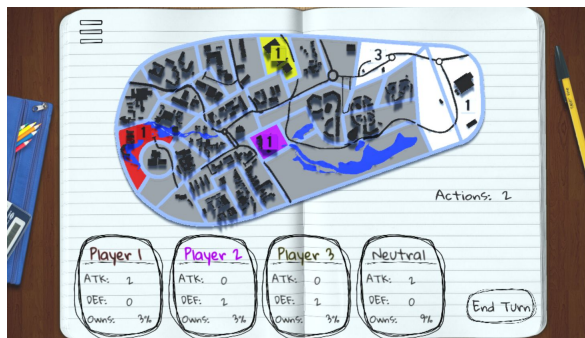 1
3
1
1
1
Actions: 2
Player 1
ATK: 2
DEF: 0
Owns: 3%
Player 2
ATK: 0
DEF: 2
Owns: 3%
Player 3
ATK: 0
DEF: 2
Owns: 3%
Neutral
ATK: 2
DEF: 0
Owns: 9%
End Turn